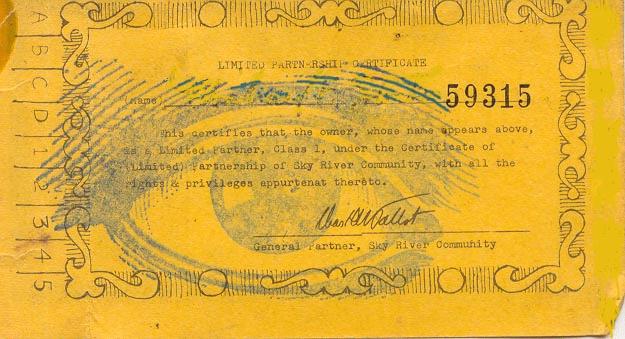 A
B
C
D
1
2
3
4
5
LIMITED PARTNERSHIP CERTIFICATE
(Name)
59315
This certifies that the owner, whose name appears above,
as a Limited Partner, Class 1, under the Certificate of
(Limited) Partnership of Sky River Community, with all the
rights & privileges appurtenat thereto.
General Partner, Sky River Community